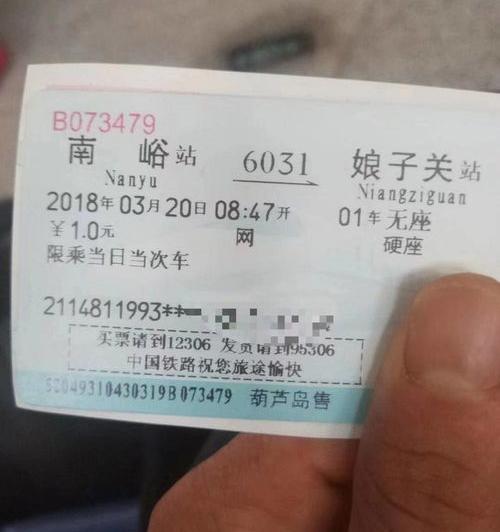 B073479
南峪站 6031 娘子关站
Nanyu Niangziguan
2018年03月20日08:47开 01车无座
¥1.0元 网 硬座
限乘当日当次车
2114811993**
买票请到12306 发货请到95306
中国铁路祝您旅途愉快
S2049310430319B073479 葫芦岛售